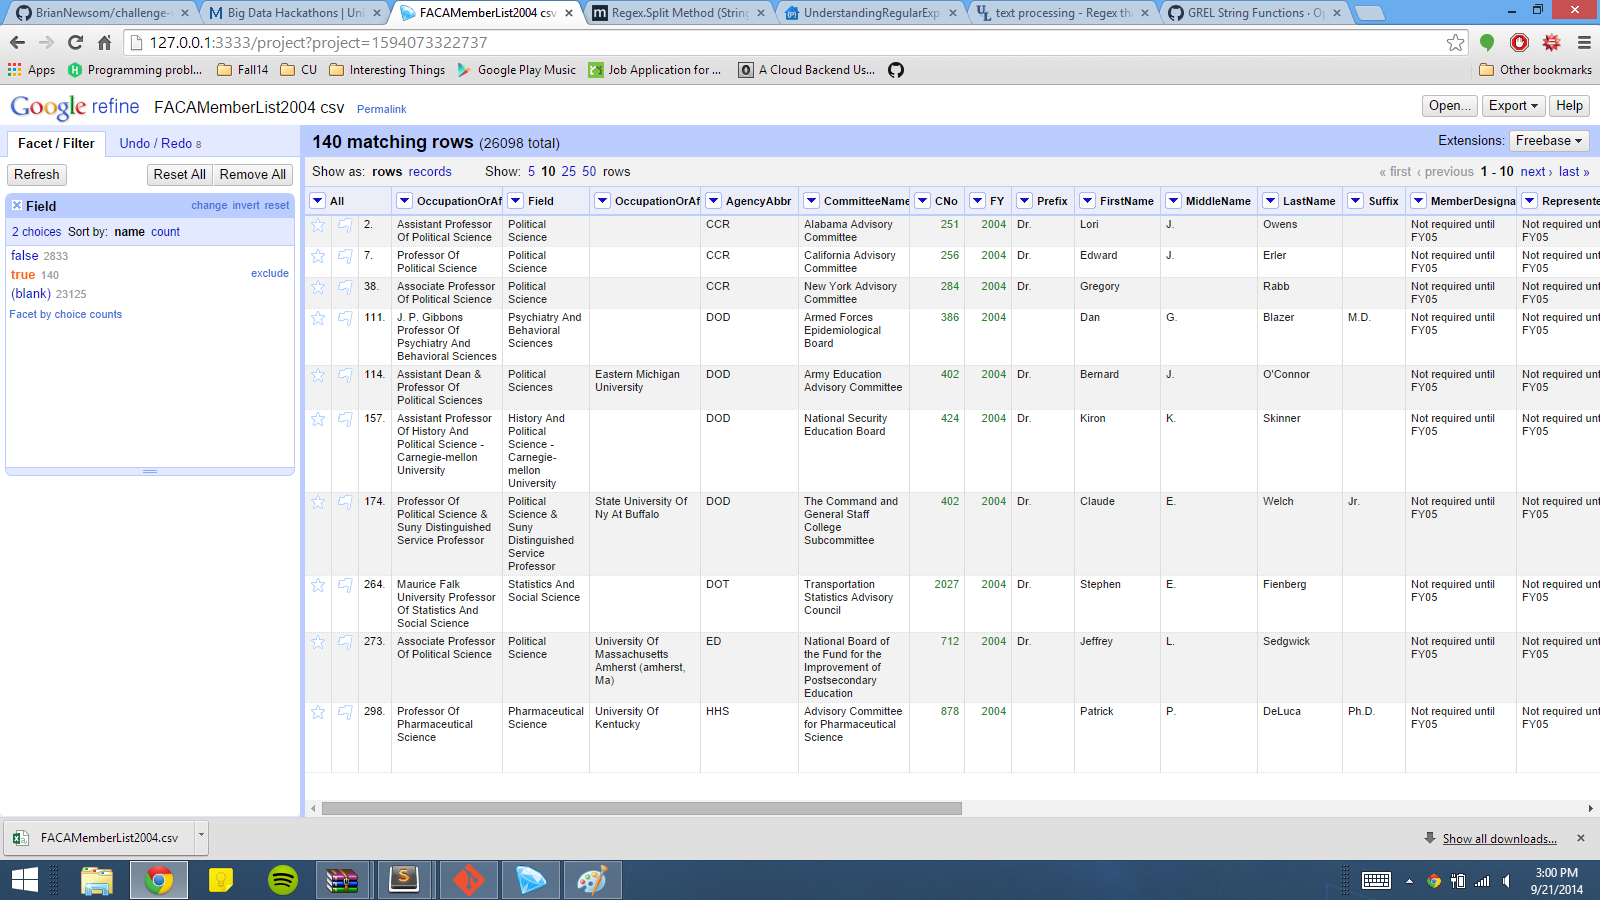 BrianNewsom/challenge-
Big Data Hackathons | Uni
FACAMemberList2004 csv
Regex.Split Method (String
UnderstandingRegularExp
text processing - Regex th
GREL String Functions · Op
127.0.0.1:3333/project?project=1594073322737
Apps
Programming probl...
Fall14
CU
Interesting Things
Google Play Music
Job Application for ...
A Cloud Backend Us...
Other bookmarks
Google refine
FACAMemberList2004 csv
Permalink
Open...
Export
Help
Facet / Filter
Undo / Redo 8
140 matching rows (26098 total)
Extensions:
Freebase
Refresh
Reset All
Remove All
Show as: rows records
Show: 5 10 25 50 rows
« first ‹ previous 1 - 10 next › last »
Field
change invert reset
2 choices Sort by: name count
false 2833
true 140
exclude
(blank) 23125
Facet by choice counts
All
OccupationOrAf
Field
OccupationOrAf
AgencyAbbr
CommitteeName
CNo
FY
Prefix
FirstName
MiddleName
LastName
Suffix
MemberDesigna
Represente
2.
Assistant Professor
Of Political Science
Political
Science
CCR
Alabama Advisory
Committee
251
2004
Dr.
Lori
J.
Owens
Not required until
FY05
Not required unt
FY05
7.
Professor Of
Political Science
Political
Science
CCR
California Advisory
Committee
256
2004
Dr.
Edward
J.
Erler
Not required until
FY05
Not required unt
FY05
38.
Associate Professor
Of Political Science
Political
Science
CCR
New York Advisory
Committee
284
2004
Dr.
Gregory
Rabb
Not required until
FY05
Not required unt
FY05
111.
J. P. Gibbons
Professor Of
Psychiatry And
Behavioral Sciences
Psychiatry And
Behavioral
Sciences
DOD
Armed Forces
Epidemiological
Board
386
2004
Dan
G.
Blazer
M.D.
Not required until
FY05
Not required unt
FY05
114.
Assistant Dean &
Professor Of
Political Sciences
Political
Sciences
Eastern Michigan
University
DOD
Army Education
Advisory Committee
402
2004
Dr.
Bernard
J.
O'Connor
Not required until
FY05
Not required unt
FY05
157.
Assistant Professor
Of History And
Political Science -
Carnegie-mellon
University
History And
Political
Science -
Carnegie-
mellon
University
DOD
National Security
Education Board
424
2004
Dr.
Kiron
K.
Skinner
Not required until
FY05
Not required unt
FY05
174.
Professor Of
Political Science &
Suny Distinguished
Service Professor
Political
Science &
Suny
Distinguished
Service
Professor
State University Of
Ny At Buffalo
DOD
The Command and
General Staff
College
Subcommittee
402
2004
Dr.
Claude
E.
Welch
Jr.
Not required until
FY05
Not required unt
FY05
264.
Maurice Falk
University Professor
Of Statistics And
Social Science
Statistics And
Social Science
DOT
Transportation
Statistics Advisory
Council
2027
2004
Dr.
Stephen
E.
Fienberg
Not required until
FY05
Not required unt
FY05
273.
Associate Professor
Of Political Science
Political
Science
University Of
Massachusetts
Amherst (amherst,
Ma)
ED
National Board of
the Fund for the
Improvement of
Postsecondary
Education
712
2004
Dr.
Jeffrey
L.
Sedgwick
Not required until
FY05
Not required unt
FY05
298.
Professor Of
Pharmaceutical
Science
Pharmaceutical
Science
University Of
Kentucky
HHS
Advisory Committee
for Pharmaceutical
Science
878
2004
Patrick
P.
DeLuca
Ph.D.
Not required until
FY05
Not required unt
FY05
FACAMemberList2004.csv
Show all downloads...
3:00 PM
9/21/2014